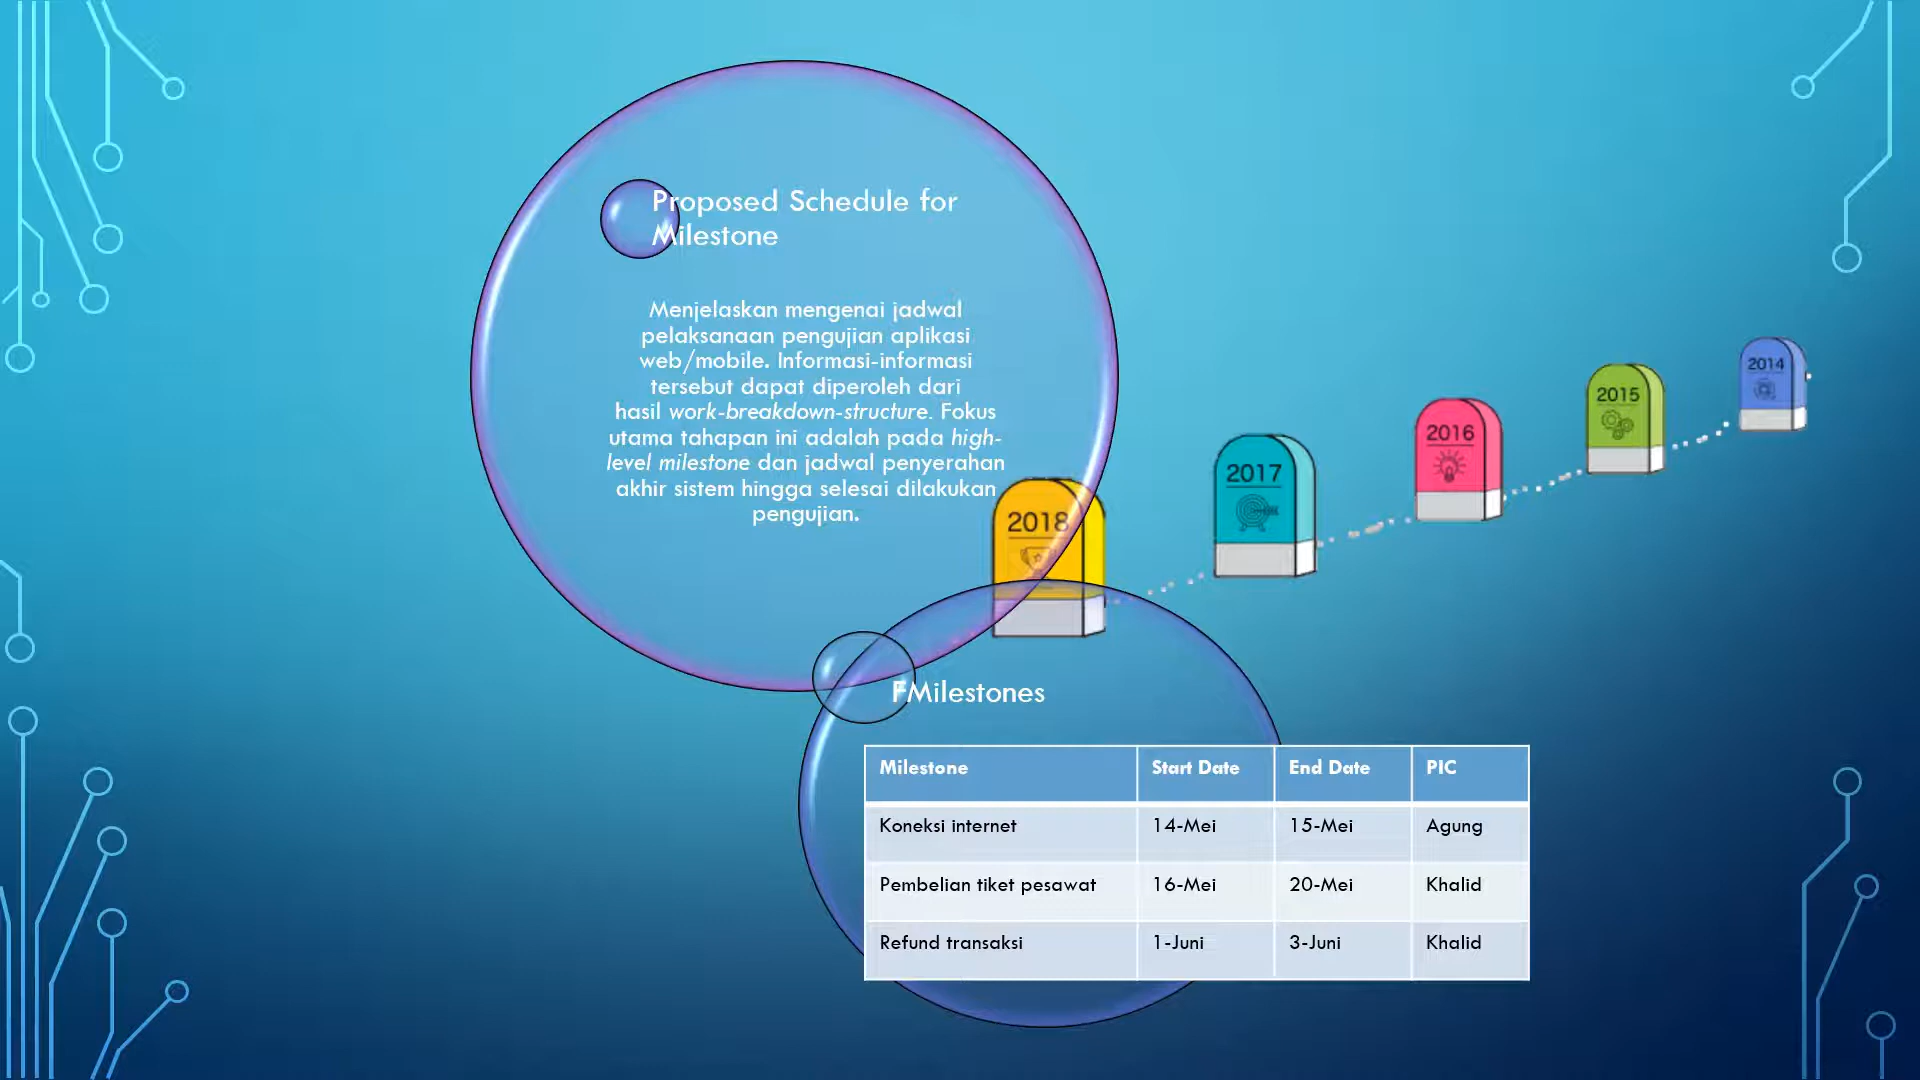 Proposed Schedule for
Milestone
Menjelaskan mengenai jadwal
pelaksanaan pengujian aplikasi
web/mobile. Informasi-informasi
tersebut dapat diperoleh dari
hasil work-breakdown-structure. Fokus
utama tahapan ini adalah pada high-
level milestone dan jadwal penyerahan
akhir sistem hingga selesai dilakukan
pengujian.
2018
2017
2016
2015
2014
FMilestones
Milestone Start Date End Date PIC
Koneksi internet 14-Mei 15-Mei Agung
Pembelian tiket pesawat 16-Mei 20-Mei Khalid
Refund transaksi 1-Juni 3-Juni Khalid